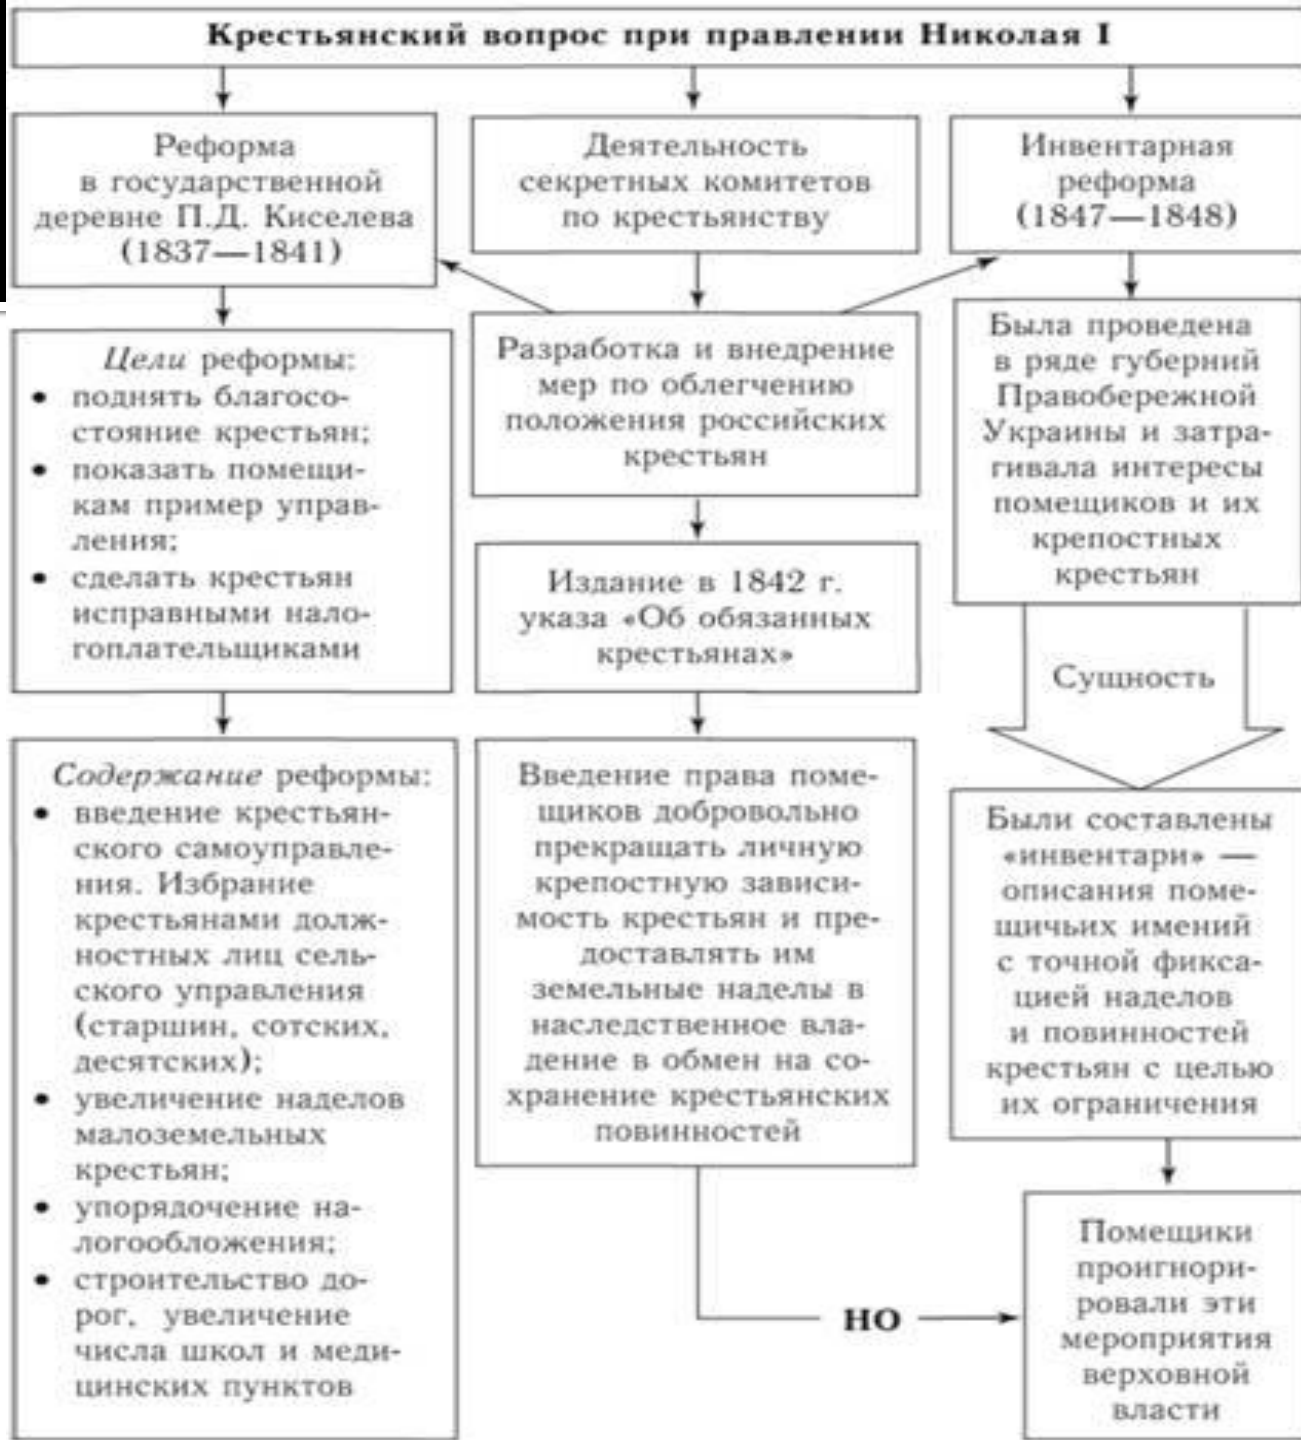 Крестьянский вопрос при правлении Николая I
Реформа
в государственной
деревне П.Д. Киселева
(1837—1841)
Цели реформы:
• поднять благосо-
стояние крестьян;
• показать помещи-
кам пример управ-
ления;
• сделать крестьян
исправными нало-
гоплательщиками
Содержание реформы:
• введение крестьян-
ского самоуправле-
ния. Избрание
крестьянами долж-
ностных лиц сель-
ского управления
(старшин, сотских,
десятских);
• увеличение наделов
малоземельных
крестьян;
• упорядочение на-
логообложения;
• строительство до-
рог, увеличение
числа школ и меди-
цинских пунктов
Деятельность
секретных комитетов
по крестьянству
Разработка и внедрение
мер по облегчению
положения российских
крестьян
Издание в 1842 г.
указа «Об обязанных
крестьянах»
Введение права поме-
щиков добровольно
прекращать личную
крепостную зависи-
мость крестьян и пре-
доставлять им
земельные наделы в
наследственное вла-
дение в обмен на со-
хранение крестьянских
повинностей
НО
Инвентарная
реформа
(1847—1848)
Была проведена
в ряде губерний
Правобережной
Украины и затра-
гивала интересы
помещиков и их
крепостных
крестьян
Сущность
Были составлены
«инвентари» —
описания поме-
щичьих имений
с точной фикса-
цией наделов
и повинностей
крестьян с целью
их ограничения
Помещики
проигнори-
ровали эти
мероприятия
верховной
власти